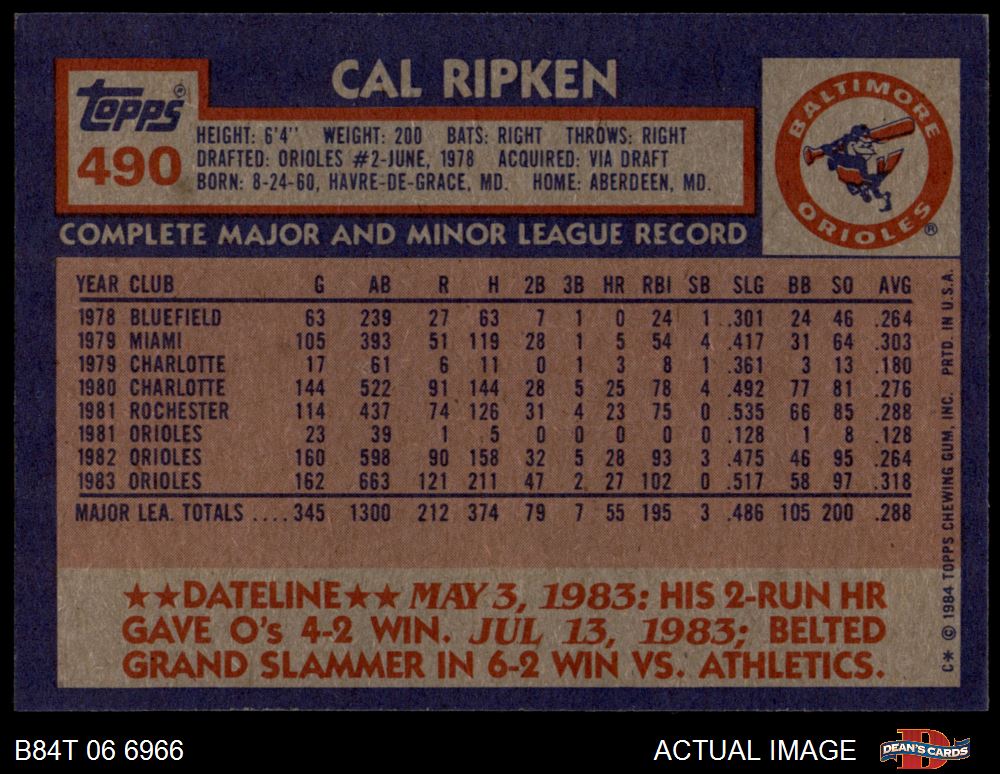 CAL RIPKEN
TOPPS®
490
HEIGHT: 6'4" WEIGHT: 200 BATS: RIGHT THROWS: RIGHT
DRAFTED: ORIOLES #2-JUNE, 1978 ACQUIRED: VIA DRAFT
BORN: 8-24-60, HAVRE-DE-GRACE, MD. HOME: ABERDEEN, MD.
BALTIMORE
ORIOLES®
COMPLETE MAJOR AND MINOR LEAGUE RECORD
YEAR CLUB G AB R H 2B 3B HR RBI SB SLG BB SO AVG
1978 BLUEFIELD 63 239 27 63 7 1 0 24 1 .301 24 46 .264
1979 MIAMI 105 393 51 119 28 1 5 54 4 .417 31 64 .303
1979 CHARLOTTE 17 61 6 11 0 1 3 8 1 .361 3 13 .180
1980 CHARLOTTE 144 522 91 144 28 5 25 78 4 .492 77 81 .276
1981 ROCHESTER 114 437 74 126 31 4 23 75 0 .535 66 85 .288
1981 ORIOLES 23 39 1 5 0 0 0 0 0 .128 1 8 .128
1982 ORIOLES 160 598 90 158 32 5 28 93 3 .475 46 95 .264
1983 ORIOLES 162 663 121 211 47 2 27 102 0 .517 58 97 .318
MAJOR LEA. TOTALS ....345 1300 212 374 79 7 55 195 3 .486 105 200 .288
★★DATELINE★★ MAY 3, 1983: HIS 2-RUN HR
GAVE O's 4-2 WIN. JUL 13, 1983; BELTED
GRAND SLAMMER IN 6-2 WIN VS. ATHLETICS.
C* © 1984 TOPPS CHEWING GUM, INC. PRTD. IN U.S.A.
B84T 06 6966
ACTUAL IMAGE
DEAN'S CARDS